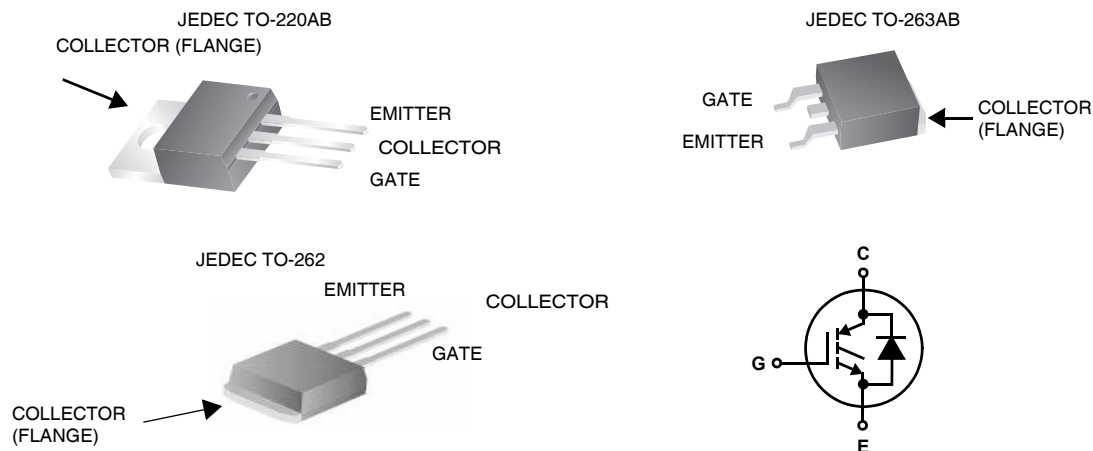 JEDEC TO-220AB
COLLECTOR (FLANGE)
EMITTER
COLLECTOR
GATE
JEDEC TO-263AB
GATE
EMITTER
COLLECTOR
(FLANGE)
JEDEC TO-262
EMITTER
COLLECTOR
GATE
COLLECTOR
(FLANGE)
C
G
E